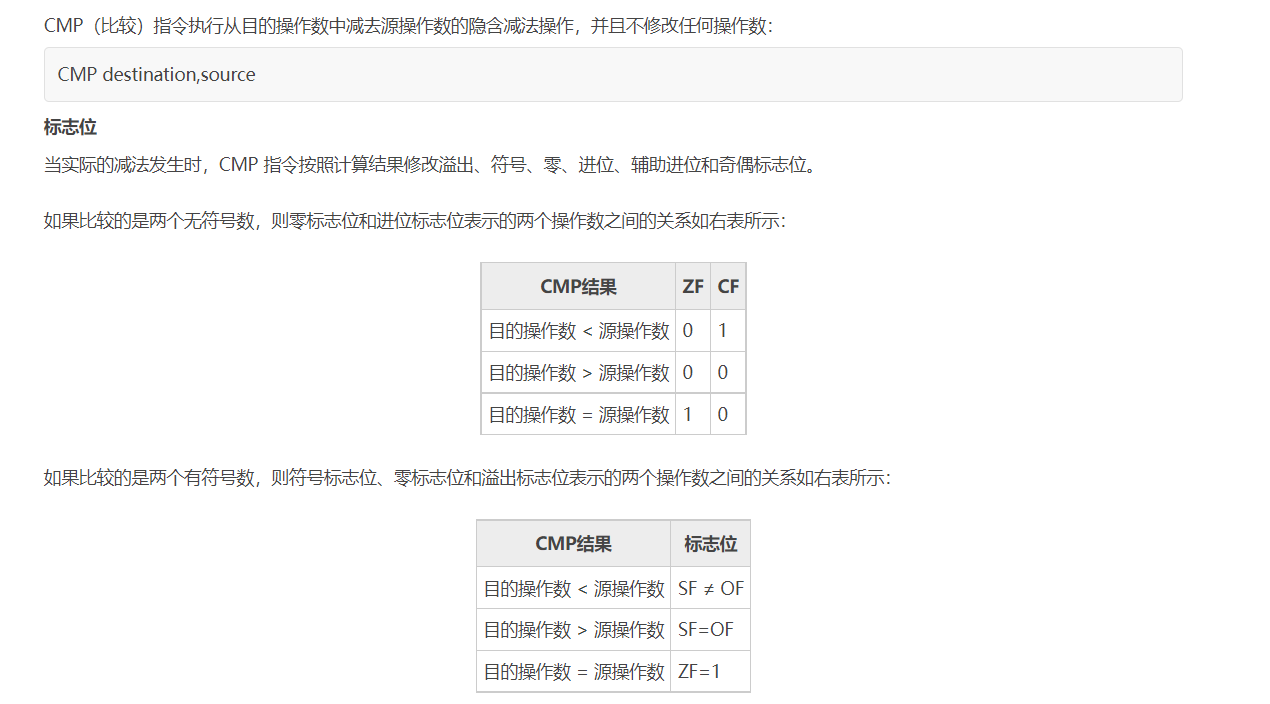 CMP（比较）指令执行从目的操作数中减去源操作数的隐含减法操作，并且不修改任何操作数：
CMP destination,source
标志位
当实际的减法发生时，CMP 指令按照计算结果修改溢出、符号、零、进位、辅助进位和奇偶标志位。
如果比较的是两个无符号数，则零标志位和进位标志位表示的两个操作数之间的关系如右表所示：
CMP结果 ZF CF
目的操作数 < 源操作数 0 1
目的操作数 > 源操作数 0 0
目的操作数 = 源操作数 1 0
如果比较的是两个有符号数，则符号标志位、零标志位和溢出标志位表示的两个操作数之间的关系如右表所示：
CMP结果 标志位
目的操作数 < 源操作数 SF ≠ OF
目的操作数 > 源操作数 SF=OF
目的操作数 = 源操作数 ZF=1